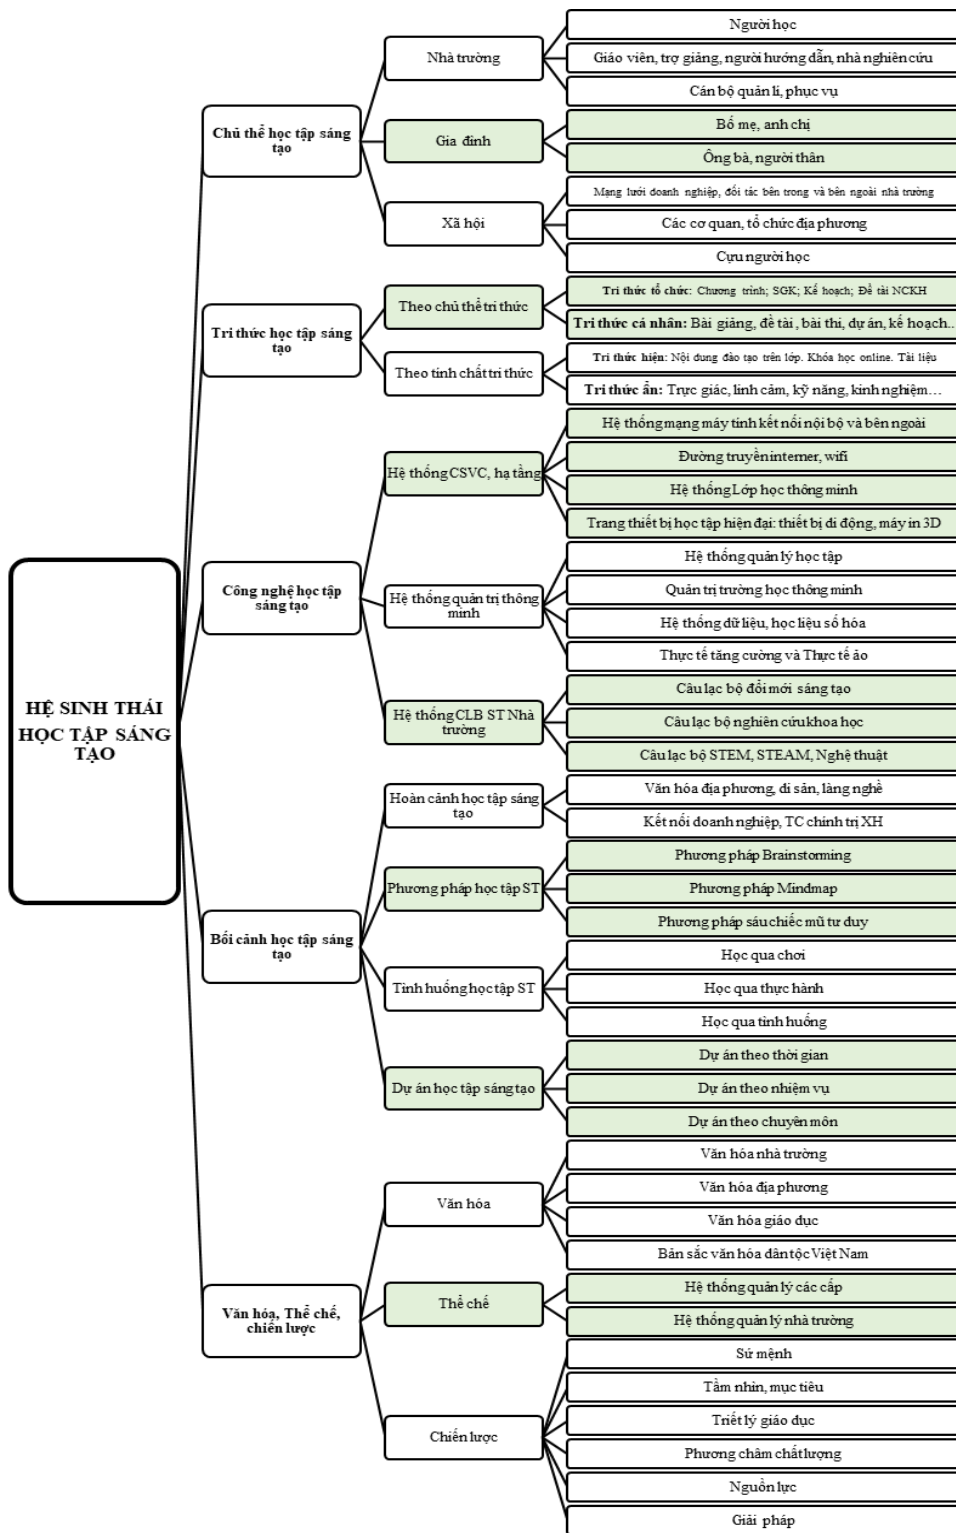 HỆ SINH THÁI
HỌC TẬP SÁNG
TẠO
Chủ thể học tập sáng
tạo
Nhà trường
Người học
Giáo viên, trợ giảng, người hướng dẫn, nhà nghiên cứu
Cán bộ quản lí, phục vụ
Gia đình
Bố mẹ, anh chị
Ông bà, người thân
Xã hội
Mạng lưới doanh nghiệp, đối tác bên trong và bên ngoài nhà trường
Các cơ quan, tổ chức địa phương
Cựu người học
Tri thức học tập sáng
tạo
Theo chủ thể tri thức
Tri thức tổ chức: Chương trình; SGK; Kế hoạch; Đề tài NCKH
Tri thức cá nhân: Bài giảng, đề tài, bài thi, dự án, kế hoạch..
Theo tính chất tri thức
Tri thức hiện: Nội dung đào tạo trên lớp. Khóa học online. Tài liệu
Tri thức ẩn: Trực giác, linh cảm, kỹ năng, kinh nghiệm…
Công nghệ học tập
sáng tạo
Hệ thống CSVC, hạ tầng
Hệ thống mạng máy tính kết nối nội bộ và bên ngoài
Đường truyền interner, wifi
Hệ thống Lớp học thông minh
Trang thiết bị học tập hiện đại: thiết bị di động, máy in 3D
Hệ thống quản trị thông
minh
Hệ thống quản lý học tập
Quản trị trường học thông minh
Hệ thống dữ liệu, học liệu số hóa
Thực tế tăng cường và Thực tế ảo
Hệ thống CLB ST Nhà
trường
Câu lạc bộ đổi mới sáng tạo
Câu lạc bộ nghiên cứu khoa học
Câu lạc bộ STEM, STEAM, Nghệ thuật
Bối cảnh học tập sáng
tạo
Hoàn cảnh học tập sáng
tạo
Văn hóa địa phương, di sản, làng nghề
Kết nối doanh nghiệp, TC chính trị XH
Phương pháp học tập ST
Phương pháp Brainstorming
Phương pháp Mindmap
Phương pháp sáu chiếc mũ tư duy
Tình huống học tập ST
Học qua chơi
Học qua thực hành
Học qua tình huống
Dự án học tập sáng tạo
Dự án theo thời gian
Dự án theo nhiệm vụ
Dự án theo chuyên môn
Văn hóa, Thể chế,
chiến lược
Văn hóa
Văn hóa nhà trường
Văn hóa địa phương
Văn hóa giáo dục
Bản sắc văn hóa dân tộc Việt Nam
Thể chế
Hệ thống quản lý các cấp
Hệ thống quản lý nhà trường
Chiến lược
Sứ mệnh
Tầm nhìn, mục tiêu
Triết lý giáo dục
Phương châm chất lượng
Nguồn lực
Giải pháp